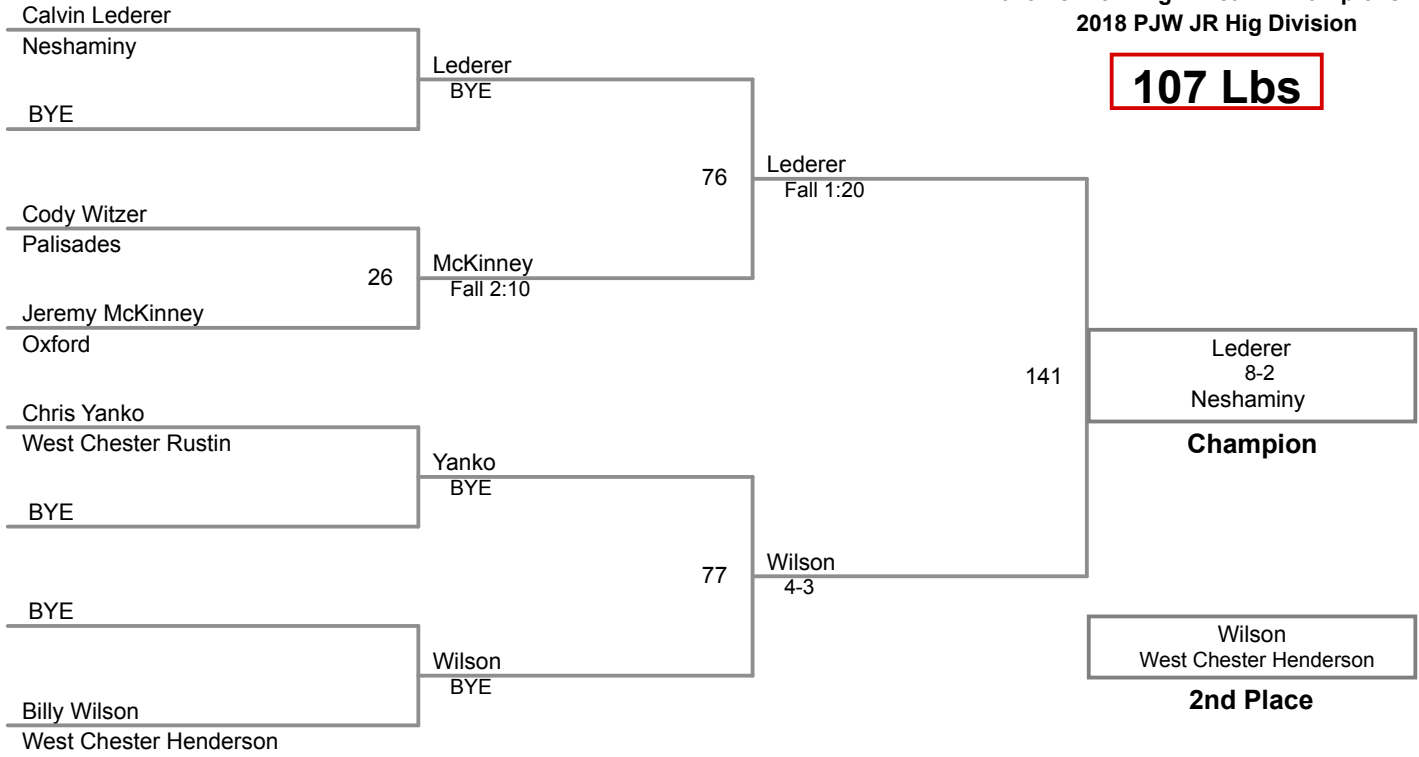 2018 PJW JR Hig Division
107 Lbs
Calvin Lederer
Neshaminy
BYE
Lederer
BYE
Cody Witzer
Palisades
26
Jeremy McKinney
Oxford
McKinney
Fall 2:10
76
Lederer
Fall 1:20
Chris Yanko
West Chester Rustin
BYE
Yanko
BYE
BYE
Billy Wilson
West Chester Henderson
Wilson
BYE
77
Wilson
4-3
141
Lederer
8-2
Neshaminy
Champion
Wilson
West Chester Henderson
2nd Place